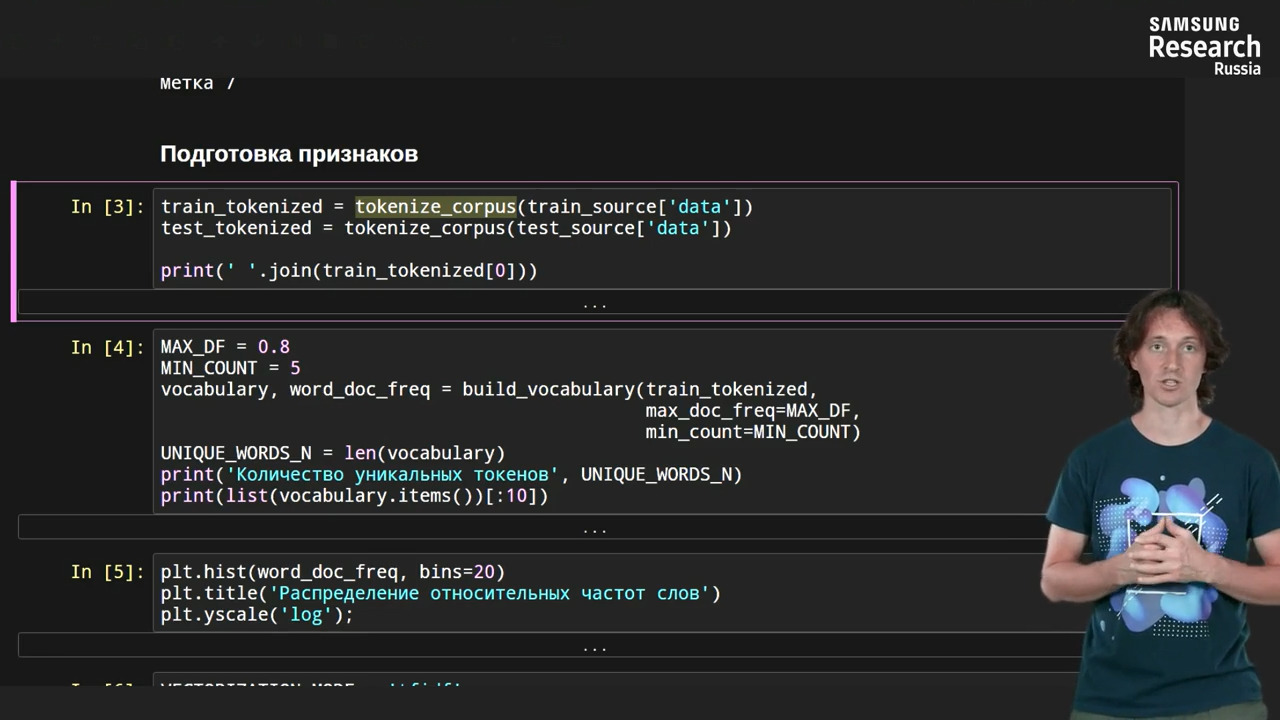 SAMSUNG
Research
Russia
Метка 7
Подготовка признаков
In [3]:
train_tokenized = tokenize_corpus(train_source['data'])
test_tokenized = tokenize_corpus(test_source['data'])
print(' '.join(train_tokenized[0]))
...
In [4]:
MAX_DF = 0.8
MIN_COUNT = 5
vocabulary, word_doc_freq = build_vocabulary(train_tokenized,
max_doc_freq=MAX_DF,
min_count=MIN_COUNT)
UNIQUE_WORDS_N = len(vocabulary)
print('Количество уникальных токенов', UNIQUE_WORDS_N)
print(list(vocabulary.items())[:10])
...
In [5]:
plt.hist(word_doc_freq, bins=20)
plt.title('Распределение относительных частот слов')
plt.yscale('log');
...
In [6]:
VECTORIZATION_MODE = 'tfidf'